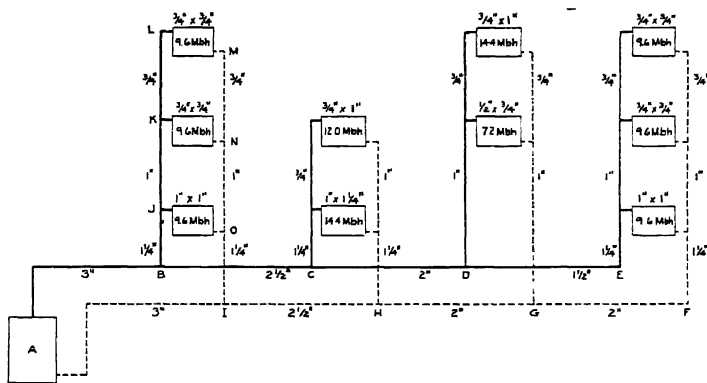 3/4" x 3/4" 3/4" x 1" 3/4" x 3/4"
L 9.6 Mbh M 14.4 Mbh 9.6 Mbh
3/4" 3/4" 3/4" 3/4" 3/4" 3/4"
3/4" x 3/4" 3/4" x 1" 1/2" x 3/4" 3/4" x 3/4"
K 9.6 Mbh N 12.0 Mbh 7.2 Mbh 9.6 Mbh
1" 1" 3/4" 1" 1" 1" 1" 1"
1" x 1" 1" x 1 1/4" 1" x 1"
J 9.6 Mbh O 14.4 Mbh 9.6 Mbh
1 1/4" 1 1/4" 1 1/4" 1 1/4" 1 1/4" 1 1/4"
3" B 2 1/2" C 2" D 1 1/2" E
A 3" I 2 1/2" H 2" G 2" F